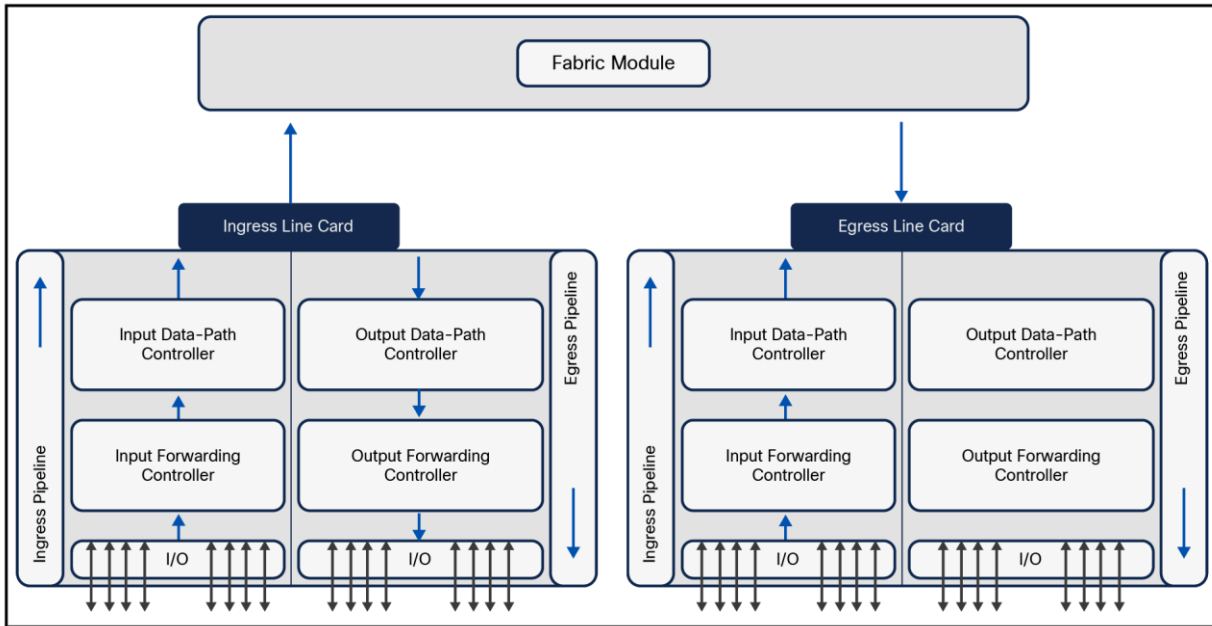 Fabric Module
Ingress Line Card
Ingress Pipeline
Input Data-Path
Controller
Input Forwarding
Controller
I/O
Output Data-Path
Controller
Output Forwarding
Controller
I/O
Egress Pipeline
Egress Line Card
Ingress Pipeline
Input Data-Path
Controller
Input Forwarding
Controller
I/O
Output Data-Path
Controller
Output Forwarding
Controller
I/O
Egress Pipeline